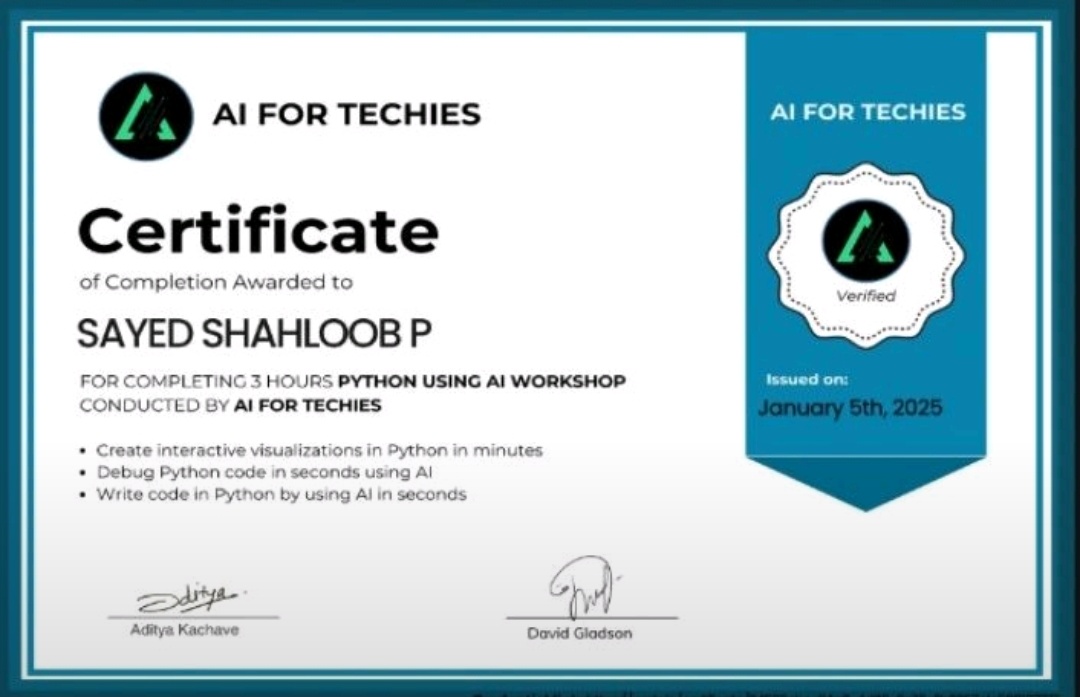 AI FOR TECHIES
Certificate
of Completion Awarded to
SAYED SHAHLOOB P
FOR COMPLETING 3 HOURS PYTHON USING AI WORKSHOP
CONDUCTED BY AI FOR TECHIES
• Create interactive visualizations in Python in minutes
• Debug Python code in seconds using AI
• Write code in Python by using AI in seconds
Aditya
Aditya Kachave
David Gladson
AI FOR TECHIES
Verified
Issued on:
January 5th, 2025